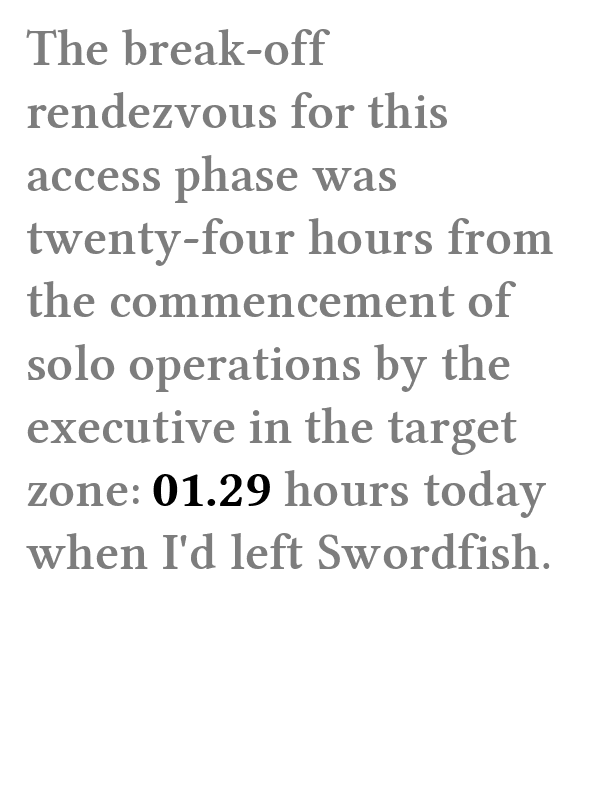 The break-off
rendezvous for this
access phase was
twenty-four hours from
the commencement of
solo operations by the
executive in the target
zone: 01.29 hours today
when I'd left Swordfish.